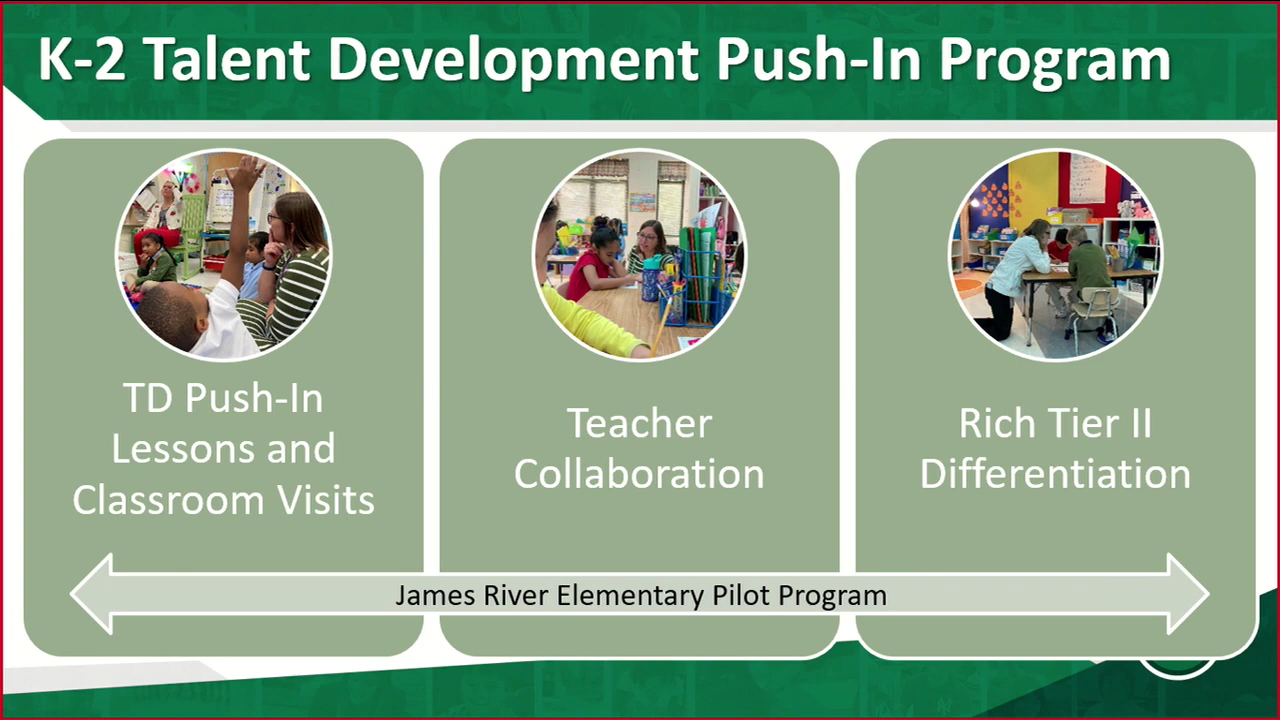 K-2 Talent Development Push-In Program
TD Push-In
Lessons and
Classroom Visits
Teacher
Collaboration
Rich Tier II
Differentiation
James River Elementary Pilot Program